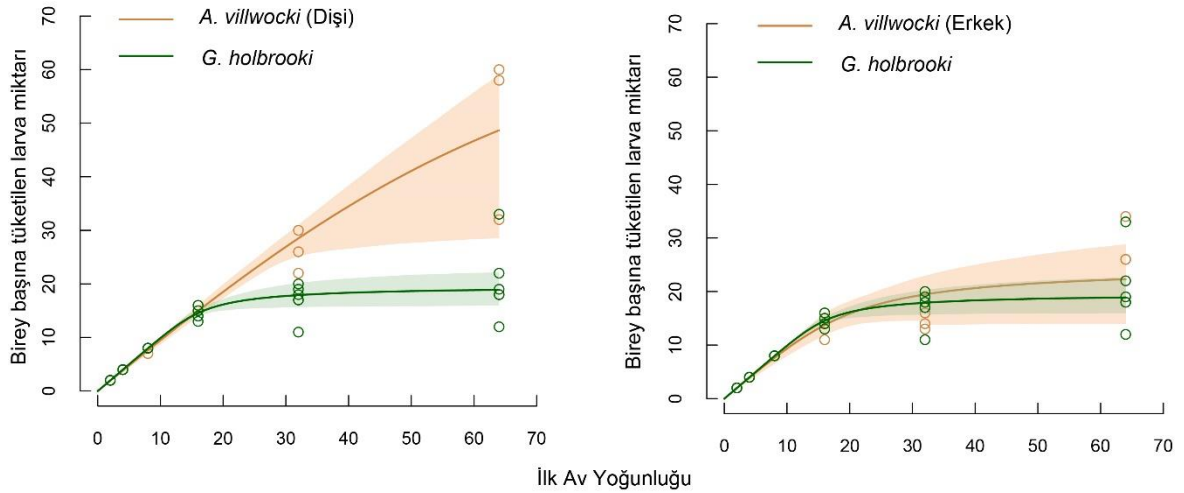 A. villwocki (Dişi)
G. holbrooki
Birey başına tüketilen larva miktarı
70
60
50
40
30
20
10
0
0 10 20 30 40 50 60 70
A. villwocki (Erkek)
G. holbrooki
Birey başına tüketilen larva miktarı
70
60
50
40
30
20
10
0
0 10 20 30 40 50 60 70
İlk Av Yoğunluğu